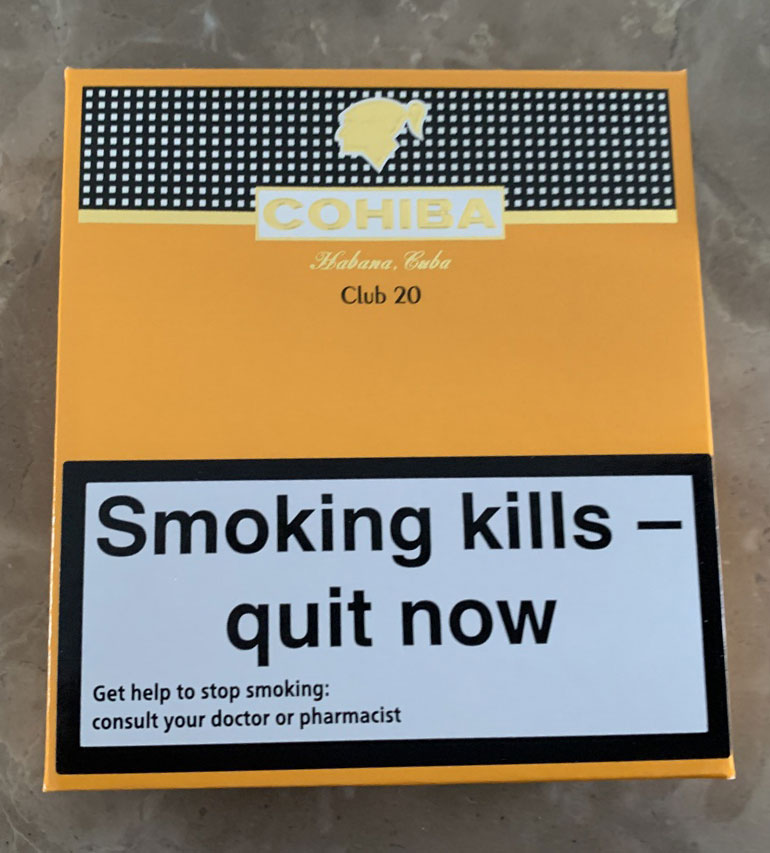 COHIBA
Habana, Cuba
Club 20
Smoking kills –
quit now
Get help to stop smoking:
consult your doctor or pharmacist